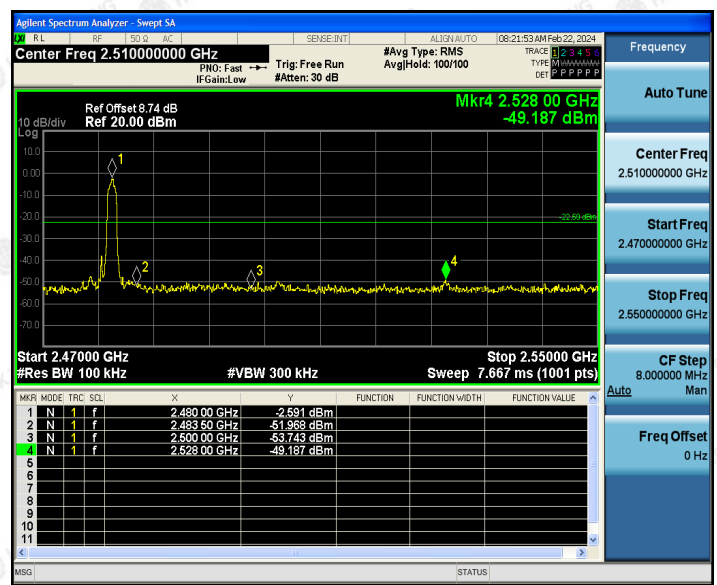 Agilent Spectrum Analyzer - Swept SA
LXI RL RF 50 Ω AC SENSE:INT ALIGN AUTO 08:21:53 AM Feb 22, 2024
Center Freq 2.510000000 GHz
PNO: Fast
IFGain:Low
Trig: Free Run
#Atten: 30 dB
#Avg Type: RMS
Avg|Hold: 100/100
TRACE 1 2 3 4 5 6
TYPE M
DET P P P P P P
Ref Offset 8.74 dB
Ref 20.00 dBm
10 dB/div
Log
Mkr4 2.528 00 GHz
-49.187 dBm
10.0
0.00
-10.0
-20.0
-30.0
-40.0
-50.0
-60.0
-70.0
1
2
3
4
-22.59 dBm
Start 2.47000 GHz
Stop 2.55000 GHz
#Res BW 100 kHz
#VBW 300 kHz
Sweep 7.667 ms (1001 pts)
MKR MODE TRC SCL X Y FUNCTION FUNCTION WIDTH FUNCTION VALUE
1 N 1 f 2.480 00 GHz -2.591 dBm
2 N 1 f 2.483 50 GHz -51.968 dBm
3 N 1 f 2.500 00 GHz -53.743 dBm
4 N 1 f 2.528 00 GHz -49.187 dBm
5
6
7
8
9
10
11
MSG
STATUS
Frequency
Auto Tune
Center Freq
2.510000000 GHz
Start Freq
2.470000000 GHz
Stop Freq
2.550000000 GHz
CF Step
8.000000 MHz
Auto Man
Freq Offset
0 Hz